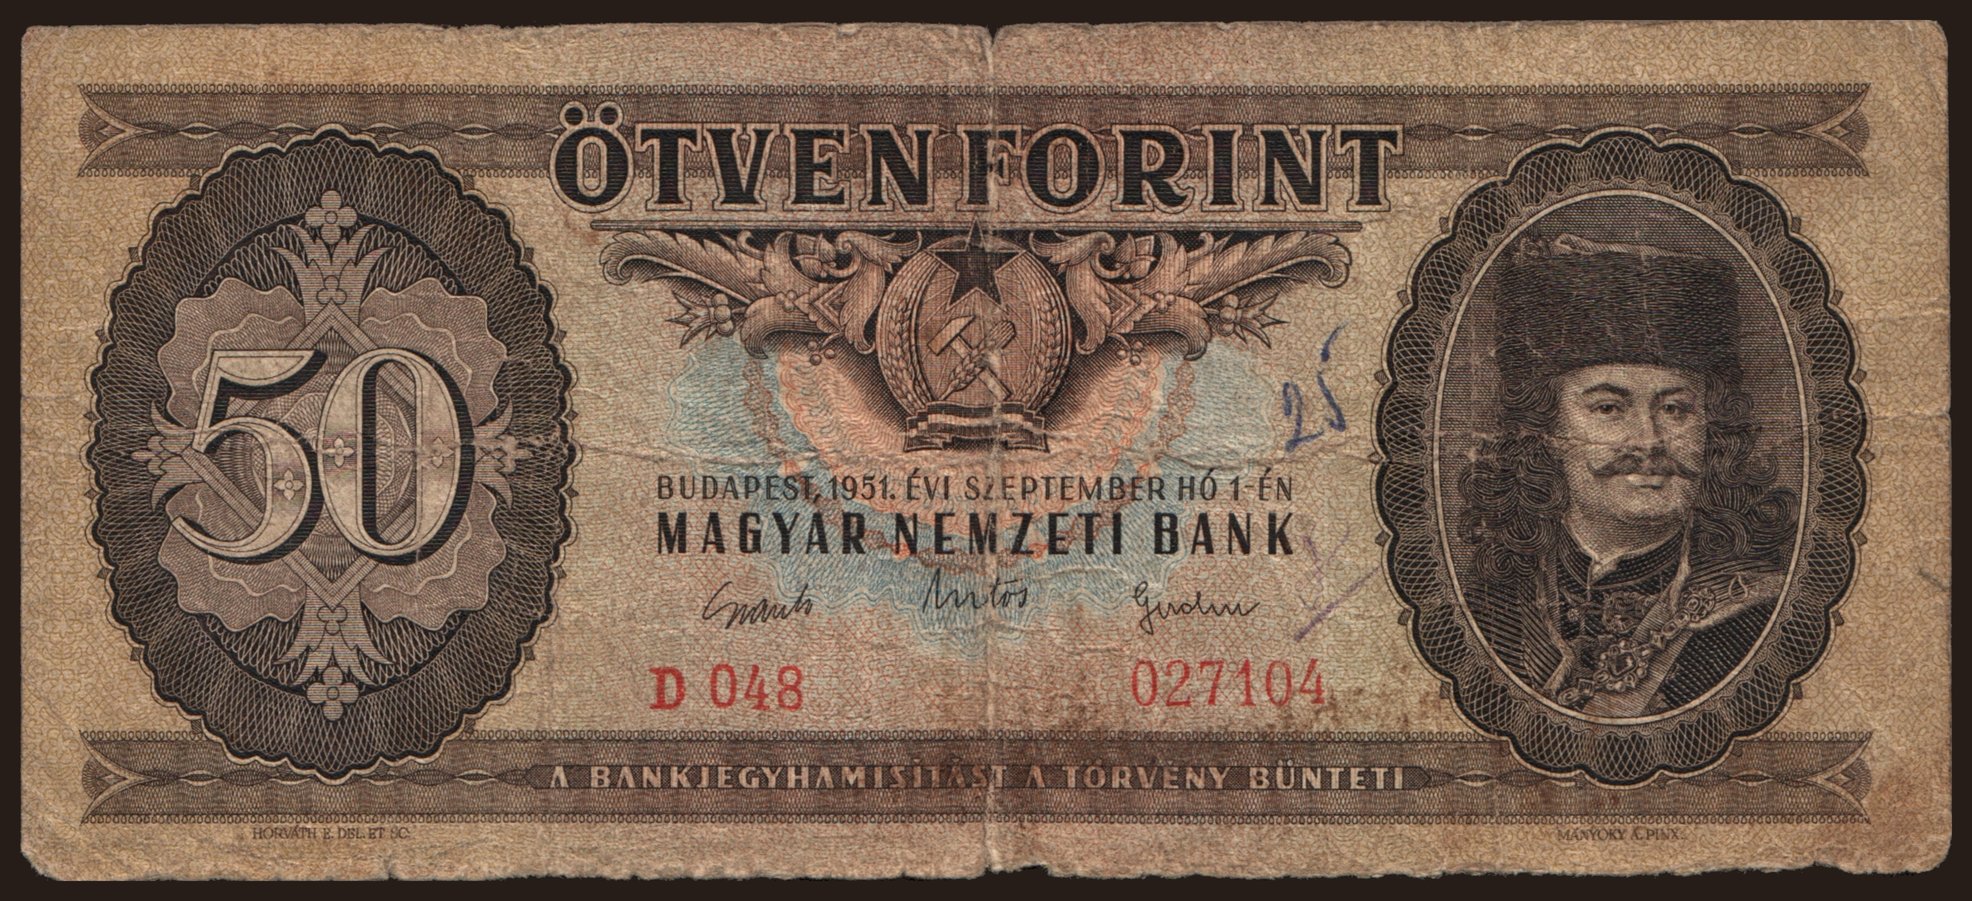 ÖTVEN FORINT
50
25
BUDAPEST, 1951. ÉVI SZEPTEMBER HÓ 1-ÉN
MAGYAR NEMZETI BANK
D 048 027104
A BANKJEGYHAMISÍTÁST A TÖRVÉNY BÜNTETI
HORVÁTH E. DEL. ET SC. MÁNYOKY Á. PINX.